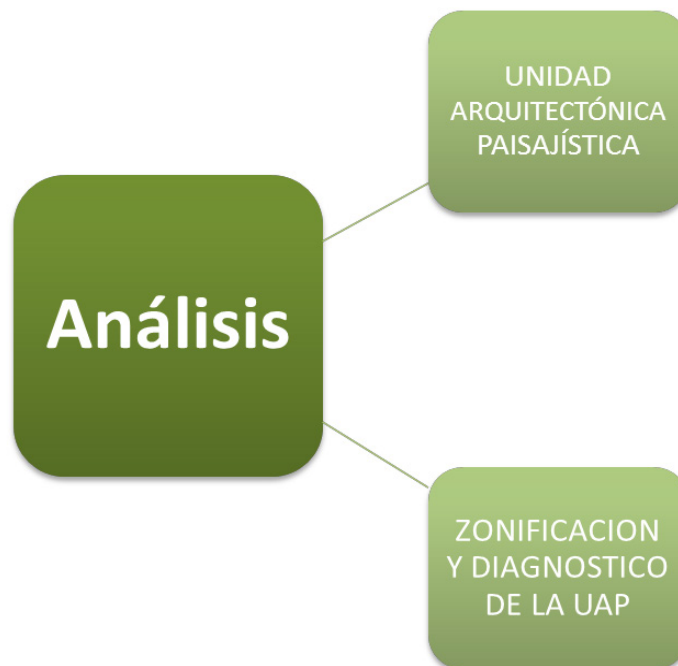 UNIDAD
ARQUITECTÓNICA
PAISAJÍSTICA
Análisis
ZONIFICACION
Y DIAGNOSTICO
DE LA UAP